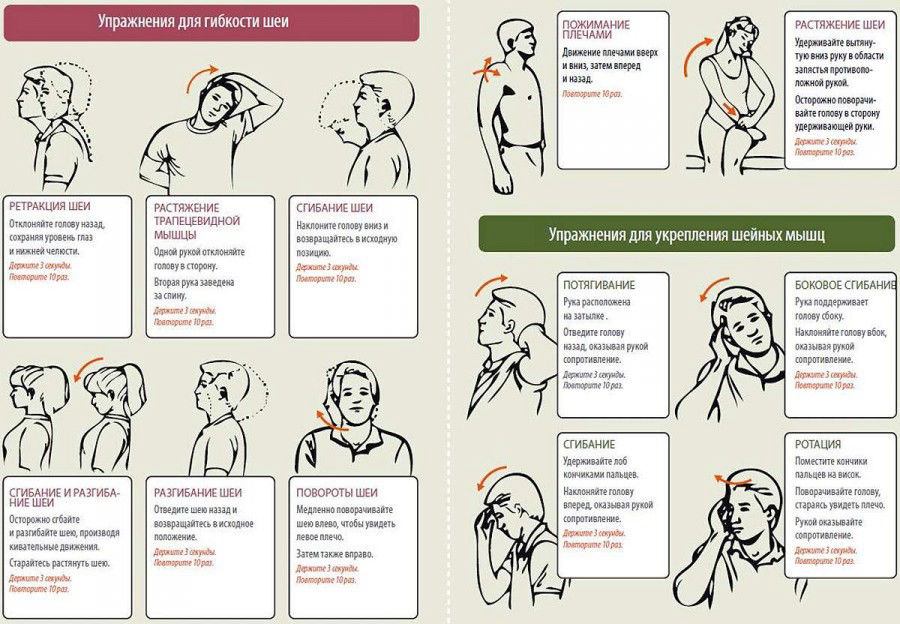 Упражнения для гибкости шеи
РЕТРАКЦИЯ ШЕИ
Отклоняйте голову назад,
сохраняя уровень глаз
и нижней челюсти.
Держите 3 секунды.
Повторите 10 раз.
РАСТЯЖЕНИЕ
ТРАПЕЦЕВИДНОЙ
МЫШЦЫ
Одной рукой отклоняйте
голову в сторону.
Вторая рука заведена
за спину.
Держите 3 секунды.
Повторите 10 раз.
СГИБАНИЕ ШЕИ
Наклоните голову вниз и
возвращайтесь в исходную
позицию.
Держите 3 секунды.
Повторите 10 раз.
СГИБАНИЕ И РАЗГИБА-
НИЕ ШЕИ
Осторожно сгбайте
и разгибайте шею, производя
кивательные движения.
Старайтесь растянуть шею.
Держите 3 секунды.
Повторите 10 раз.
РАЗГИБАНИЕ ШЕИ
Отведите шею назад и
возвращайтесь в исходное
положение.
Держите 3 секунды.
Повторите 10 раз.
ПОВОРОТЫ ШЕИ
Медленно поворачивайте
шею влево, чтобы увидеть
левое плечо.
Затем также вправо.
Держите 3 секунды.
Повторите 10 раз.
ПОЖИМАНИЕ
ПЛЕЧАМИ
Движение плечами вверх
и вниз, затем вперед
и назад.
Повторите 10 раз.
РАСТЯЖЕНИЕ ШЕИ
Удерживайте вытяну-
тую вниз руку в области
запястья противопо-
ложной рукой.
Осторожно поворачи-
вайте голову в сторону
удерживающей руки.
Держите 3 секунды.
Повторите 10 раз.
Упражнения для укрепления шейных мышц
ПОТЯГИВАНИЕ
Рука расположена
на затылке .
Отведите голову
назад, оказывая рукой
сопротивление.
Держите 3 секунды.
Повторите 10 раз.
БОКОВОЕ СГИБАНИЕ
Рука поддерживает
голову сбоку.
Наклоняйте голову вбок,
оказывая рукой
сопротивление.
Держите 3 секунды.
Повторите 10 раз.
СГИБАНИЕ
Удерживайте лоб
кончиками пальцев.
Наклоняйте голову
вперед, оказывая рукой
сопротивление.
Держите 3 секунды.
Повторите 10 раз.
РОТАЦИЯ
Поместите кончики
пальцев на висок.
Поворачивайте голову,
стараясь увидеть плечо.
Рукой оказывайте
сопротивление.
Держите 3 секунды.
Повторите 10 раз.